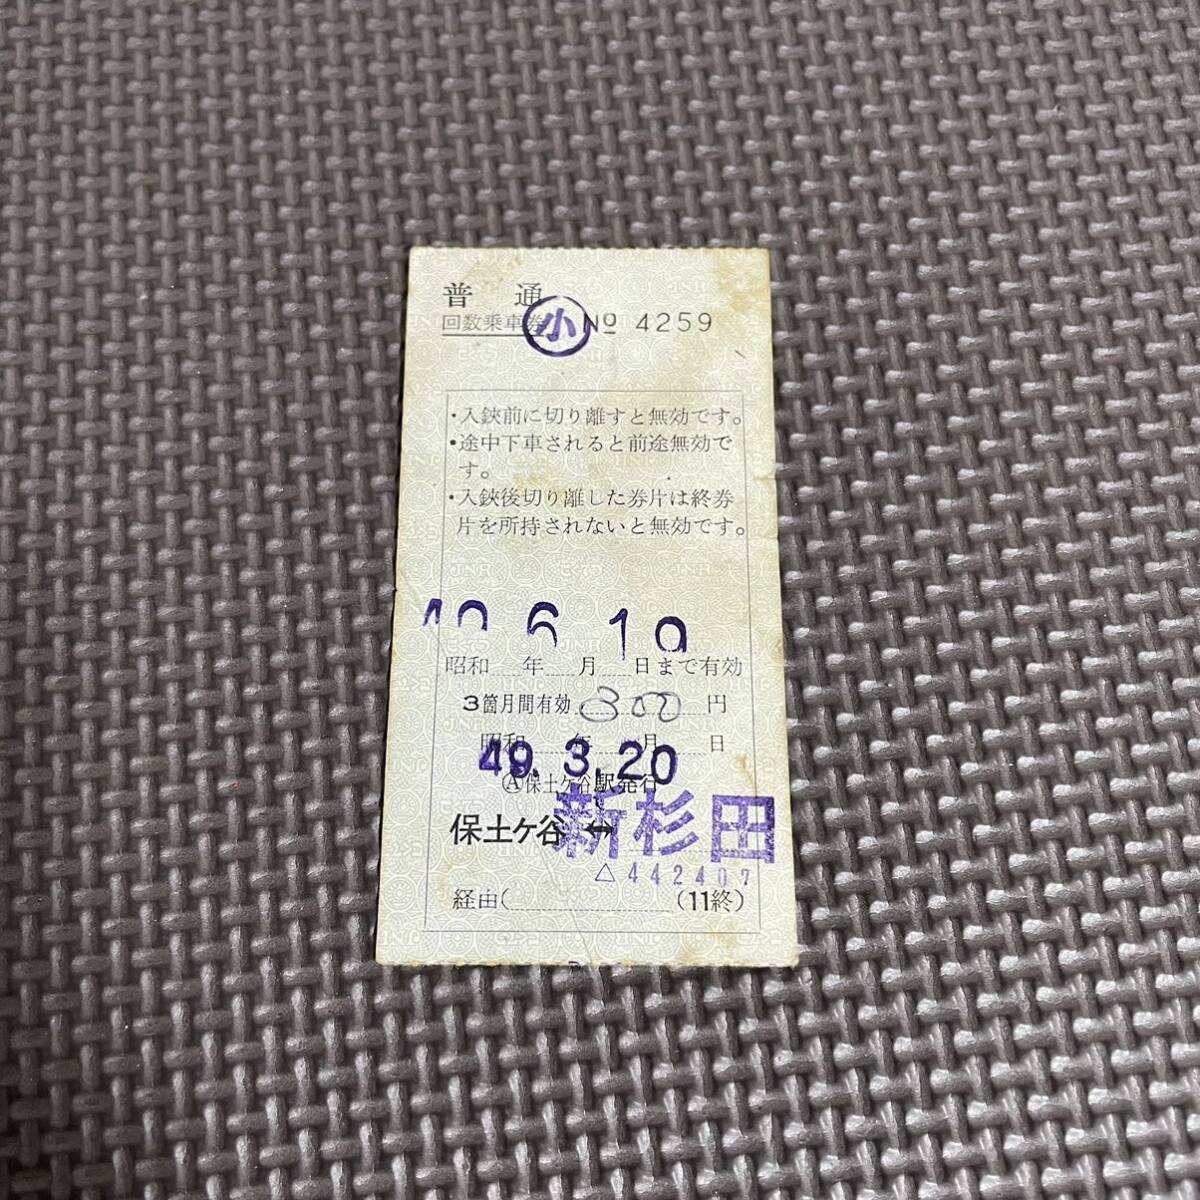 普通
回数乗車券 小 No 4259
・入鋏前に切り離すと無効です。
・途中下車されると前途無効で
す。
・入鋏後切り離した券片は終券
片を所持されないと無効です。
49 6 19
昭和 年 月 日まで有効
3箇月間有効 300 円
昭和 年 月 日
49.3.20
Ⓐ保土ケ谷駅発行
保土ケ谷 ↔ 新杉田
△442407
経由( (11終)